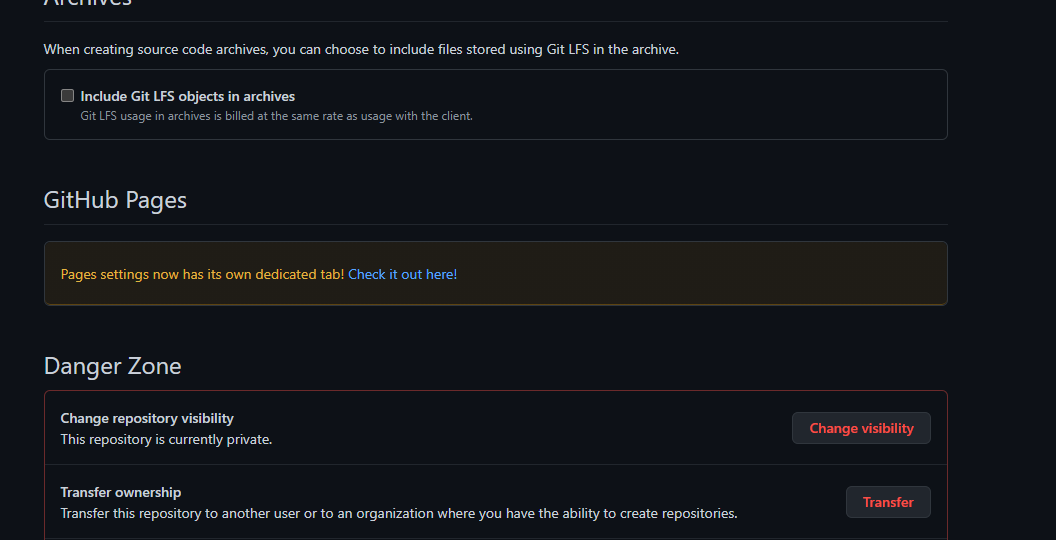 Archives
When creating source code archives, you can choose to include files stored using Git LFS in the archive.
Include Git LFS objects in archives
Git LFS usage in archives is billed at the same rate as usage with the client.
GitHub Pages
Pages settings now has its own dedicated tab! Check it out here!
Danger Zone
Change repository visibility
This repository is currently private.
Change visibility
Transfer ownership
Transfer this repository to another user or to an organization where you have the ability to create repositories.
Transfer